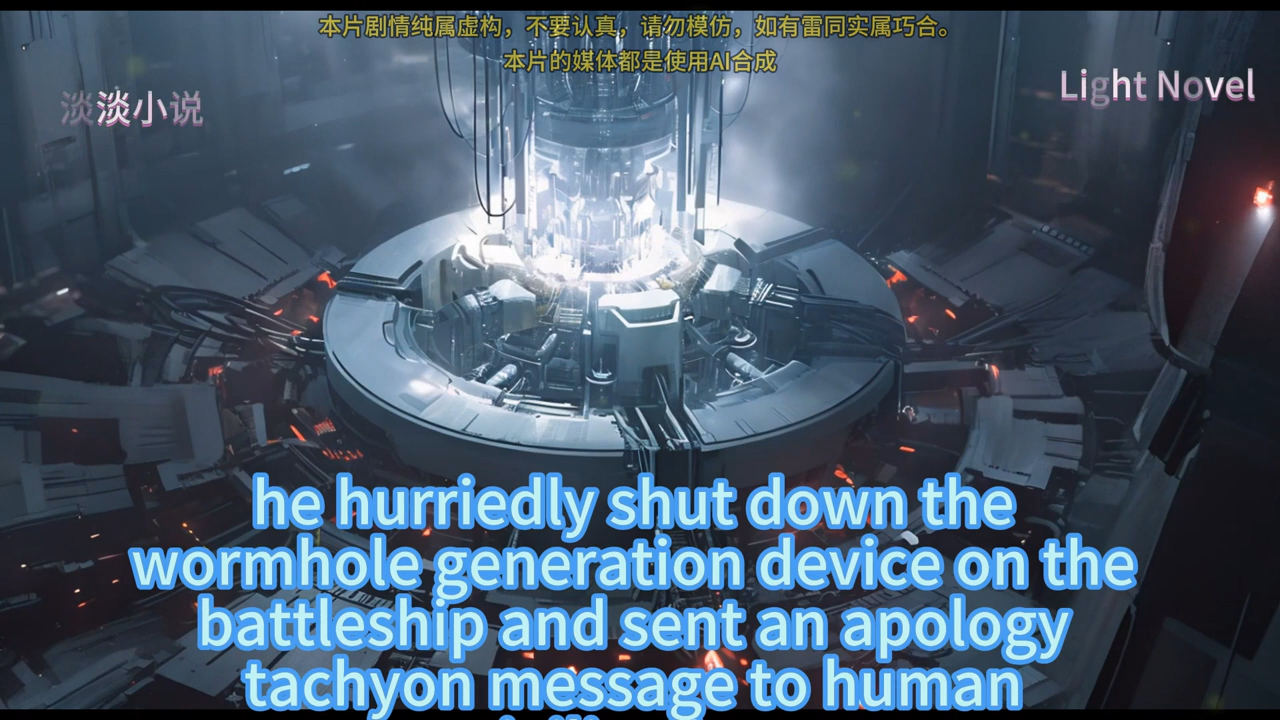 本片剧情纯属虚构，不要认真，请勿模仿，如有雷同实属巧合。
本片的媒体都是使用AI合成
淡淡小说
Light Novel
he hurriedly shut down the
wormhole generation device on the
battleship and sent an apology
tachyon message to human